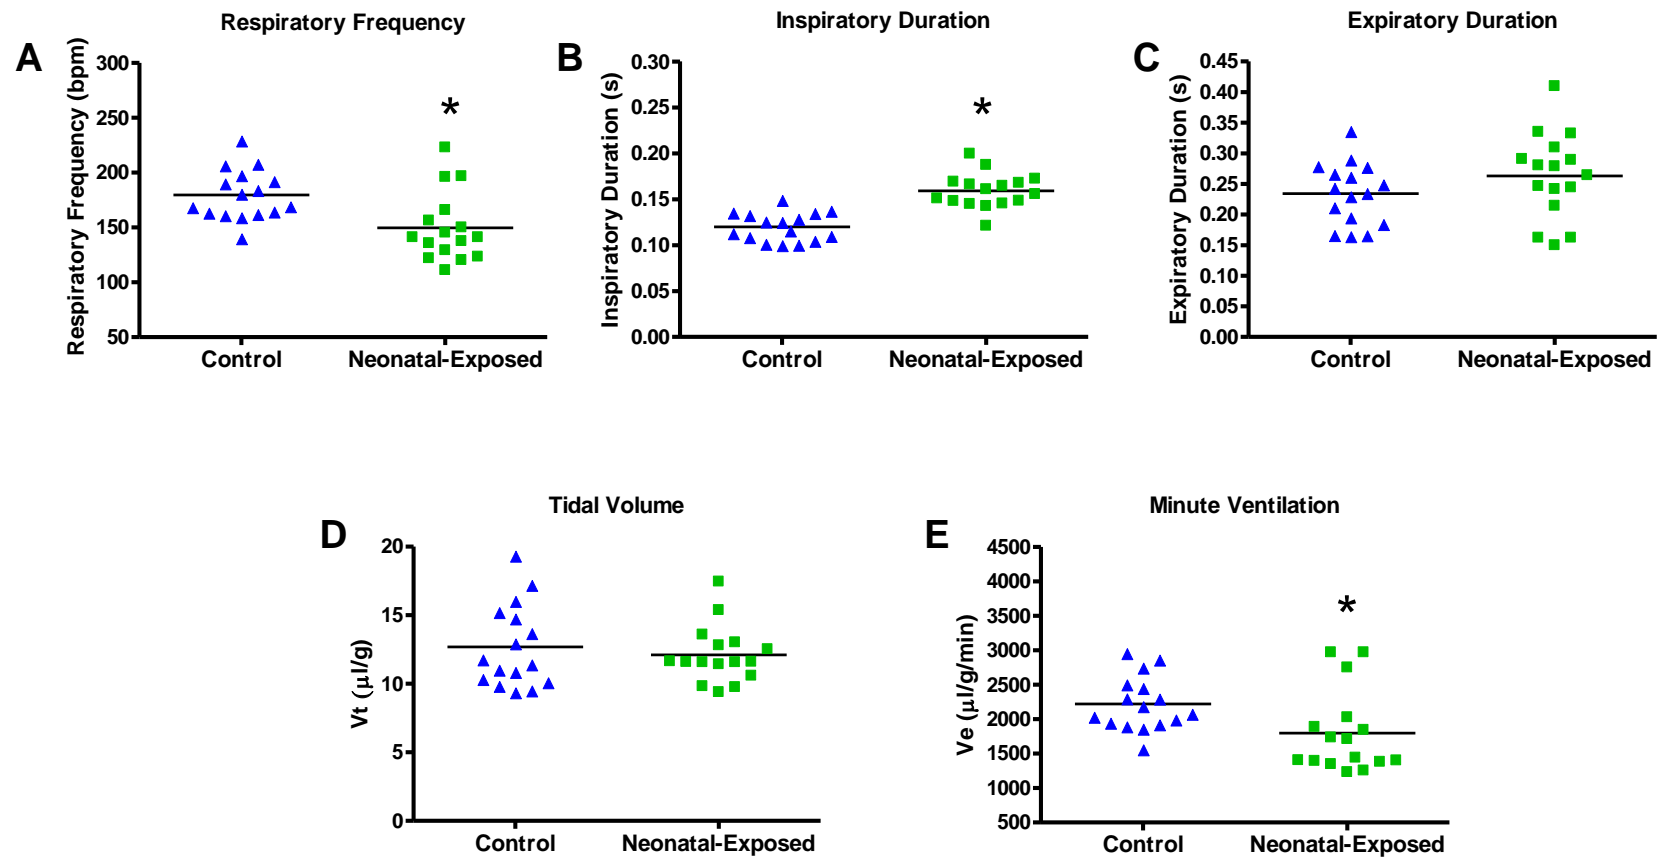 Respiratory Frequency
A
Respiratory Frequency (bpm)
300
250
200
150
100
50
*
Control
Neonatal-Exposed
Inspiratory Duration
B
Inspiratory Duration (s)
0.30
0.25
0.20
0.15
0.10
0.05
0.00
*
Control
Neonatal-Exposed
Expiratory Duration
C
Expiratory Duration (s)
0.45
0.40
0.35
0.30
0.25
0.20
0.15
0.10
0.05
0.00
Control
Neonatal-Exposed
Tidal Volume
D
Vt (µl/g)
20
15
10
5
0
Control
Neonatal-Exposed
Minute Ventilation
E
Ve (µl/g/min)
4500
4000
3500
3000
2500
2000
1500
1000
500
*
Control
Neonatal-Exposed